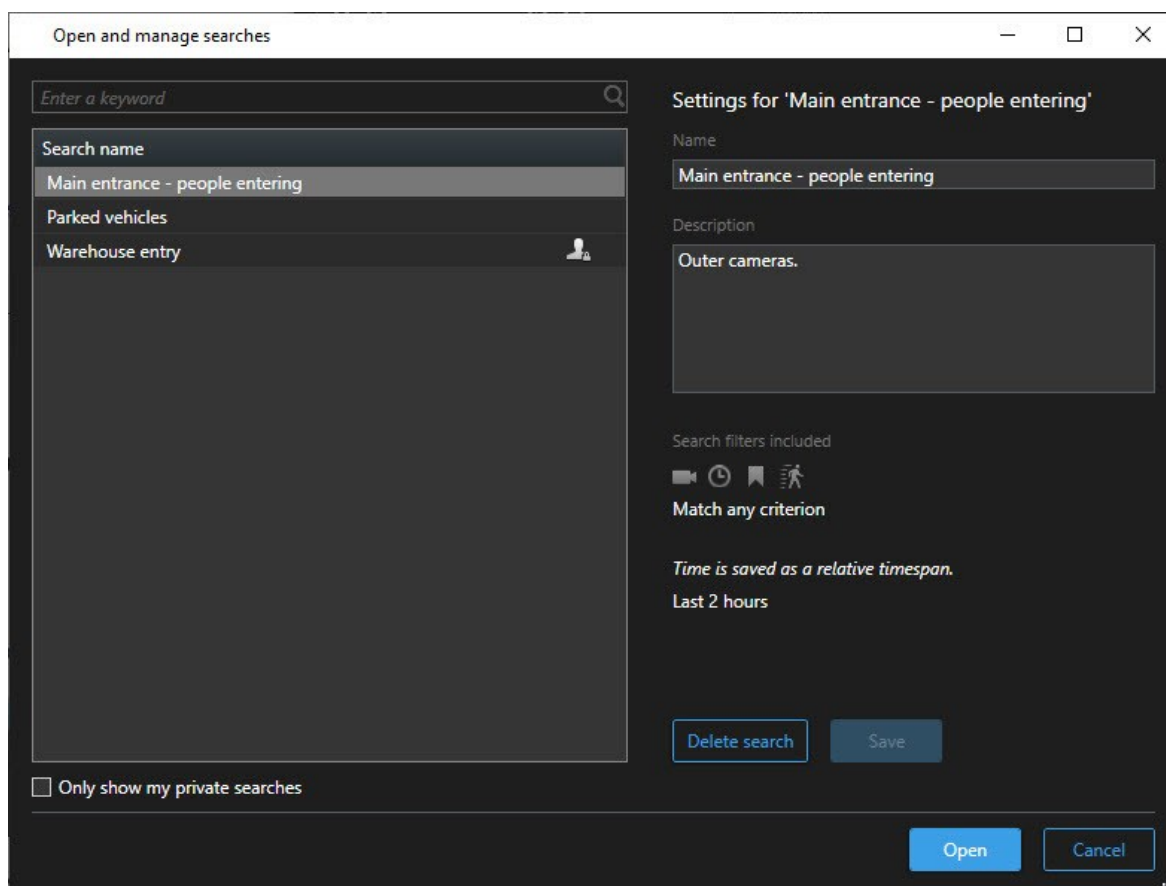 Open and manage searches
Enter a keyword
Search name
Main entrance - people entering
Parked vehicles
Warehouse entry
Only show my private searches
Settings for 'Main entrance - people entering'
Name
Main entrance - people entering
Description
Outer cameras.
Search filters included
Match any criterion
Time is saved as a relative timespan.
Last 2 hours
Delete search
Save
Open
Cancel